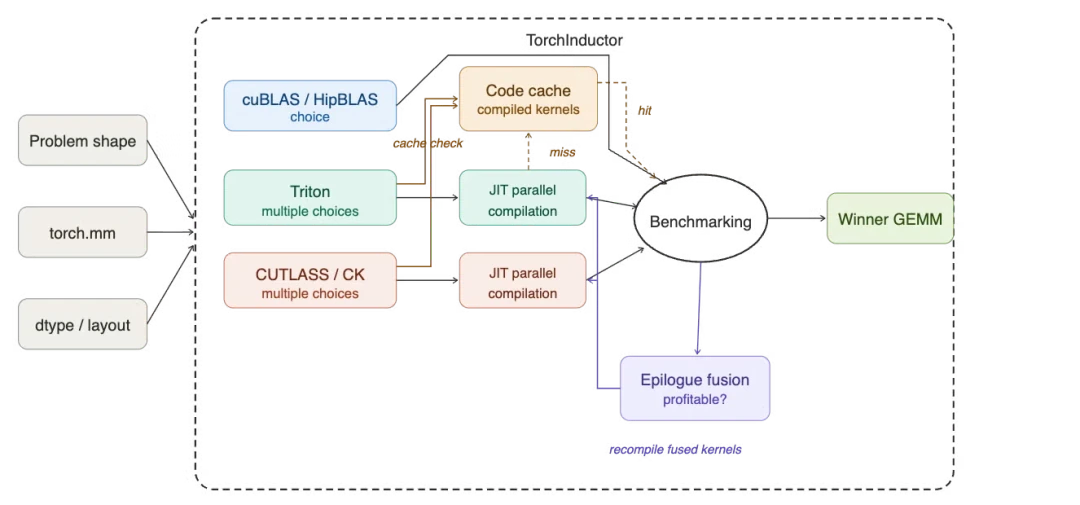 TorchInductor
cuBLAS / HipBLAS
choice
Code cache
compiled kernels
hit
cache check
miss
Problem shape
Triton
multiple choices
JIT parallel
compilation
torch.mm
Benchmarking
Winner GEMM
CUTLASS / CK
multiple choices
JIT parallel
compilation
dtype / layout
Epilogue fusion
profitable?
recompile fused kernels